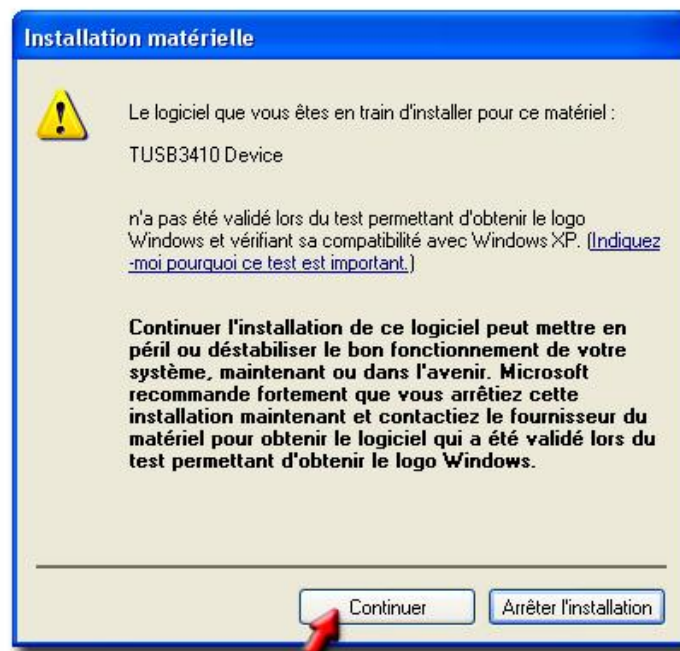 Installation matérielle
Le logiciel que vous êtes en train d'installer pour ce matériel :
TUSB3410 Device
n'a pas été validé lors du test permettant d'obtenir le logo
Windows et vérifiant sa compatibilité avec Windows XP. (Indiquez
-moi pourquoi ce test est important.)
Continuer l'installation de ce logiciel peut mettre en
péril ou déstabiliser le bon fonctionnement de votre
système, maintenant ou dans l'avenir. Microsoft
recommande fortement que vous arrêtiez cette
installation maintenant et contactiez le fournisseur du
matériel pour obtenir le logiciel qui a été validé lors du
test permettant d'obtenir le logo Windows.
Continuer
Arrêter l'installation